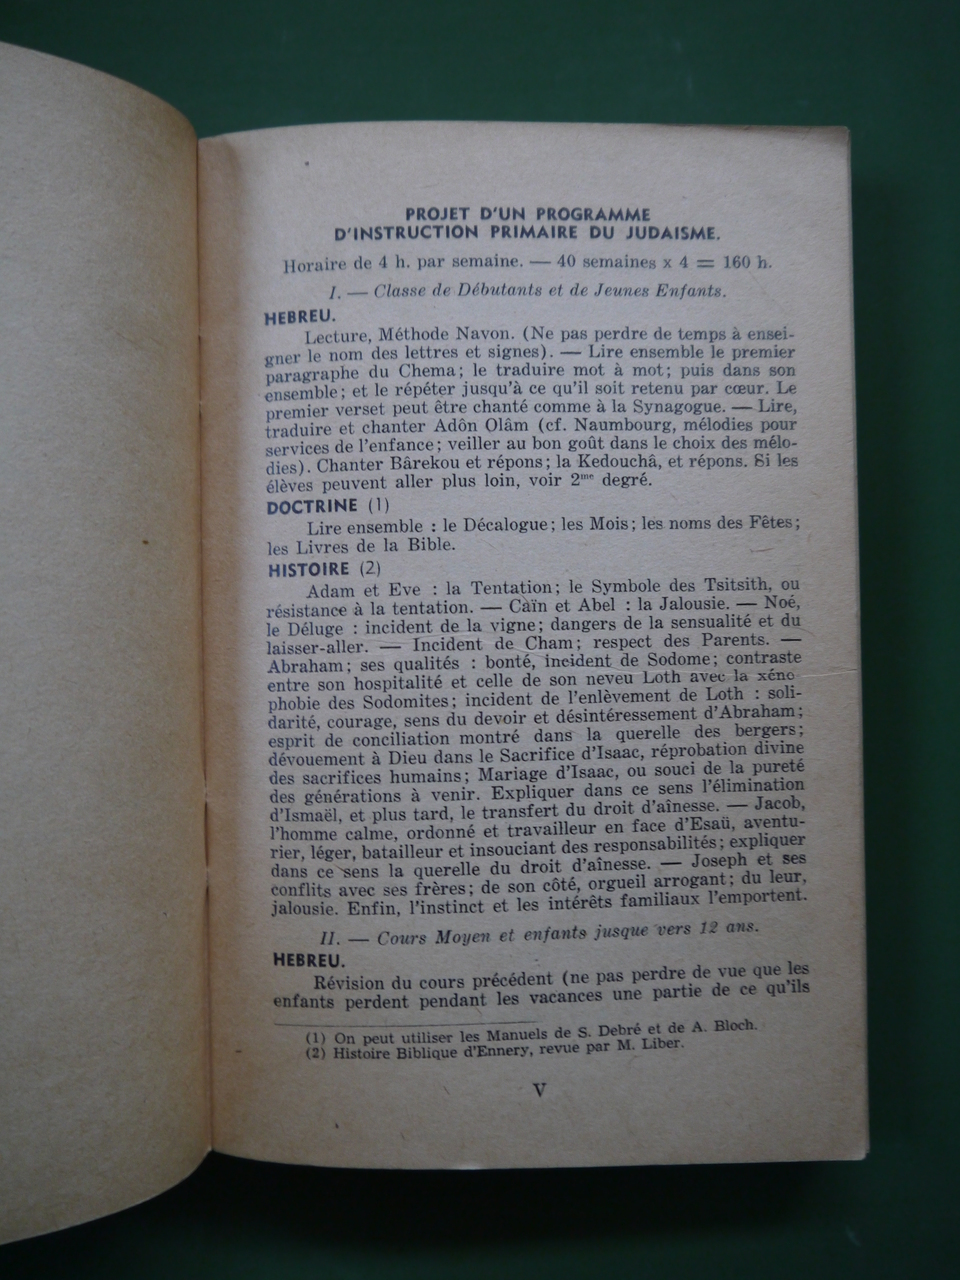 PROJET D'UN PROGRAMME
D'INSTRUCTION PRIMAIRE DU JUDAISME.
Horaire de 4 h. par semaine. — 40 semaines x 4 = 160 h.
I. — Classe de Débutants et de Jeunes Enfants.
HEBREU.
Lecture, Méthode Navon. (Ne pas perdre de temps à ensei-
gner le nom des lettres et signes). — Lire ensemble le premier
paragraphe du Chema; le traduire mot à mot; puis dans son
ensemble; et le répéter jusqu'à ce qu'il soit retenu par cœur. Le
premier verset peut être chanté comme à la Synagogue. — Lire,
traduire et chanter Adôn Olâm (cf. Naumbourg, mélodies pour
services de l'enfance; veiller au bon goût dans le choix des mélo-
dies). Chanter Bârekou et répons; la Kedouchâ, et répons. Si les
élèves peuvent aller plus loin, voir 2me degré.
DOCTRINE (1)
Lire ensemble : le Décalogue; les Mois; les noms des Fêtes;
les Livres de la Bible.
HISTOIRE (2)
Adam et Eve : la Tentation; le Symbole des Tsitsith, ou
résistance à la tentation. — Caïn et Abel : la Jalousie. — Noé,
le Déluge : incident de la vigne; dangers de la sensualité et du
laisser-aller. — Incident de Cham; respect des Parents. —
Abraham; ses qualités : bonté, incident de Sodome; contraste
entre son hospitalité et celle de son neveu Loth avec la xéno
phobie des Sodomites; incident de l'enlèvement de Loth : soli-
darité, courage, sens du devoir et désintéressement d'Abraham;
esprit de conciliation montré dans la querelle des bergers;
dévouement à Dieu dans le Sacrifice d'Isaac, réprobation divine
des sacrifices humains; Mariage d'Isaac, ou souci de la pureté
des générations à venir. Expliquer dans ce sens l'élimination
d'Ismaël, et plus tard, le transfert du droit d'aînesse. — Jacob,
l'homme calme, ordonné et travailleur en face d'Esaü, aventu-
rier, léger, batailleur et insouciant des responsabilités; expliquer
dans ce sens la querelle du droit d'aînesse. — Joseph et ses
conflits avec ses frères; de son côté, orgueil arrogant; du leur,
jalousie. Enfin, l'instinct et les intérêts familiaux l'emportent.
II. — Cours Moyen et enfants jusque vers 12 ans.
HEBREU.
Révision du cours précédent (ne pas perdre de vue que les
enfants perdent pendant les vacances une partie de ce qu'ils
(1) On peut utiliser les Manuels de S. Debré et de A. Bloch.
(2) Histoire Biblique d'Ennery, revue par M. Liber.
V